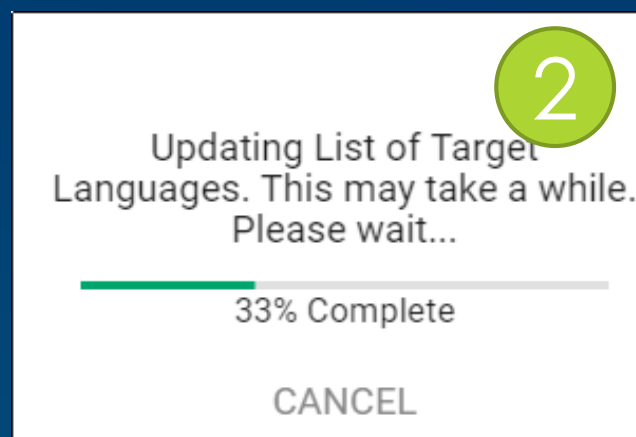 2
Updating List of Target
Languages. This may take a while.
Please wait...
33% Complete
CANCEL